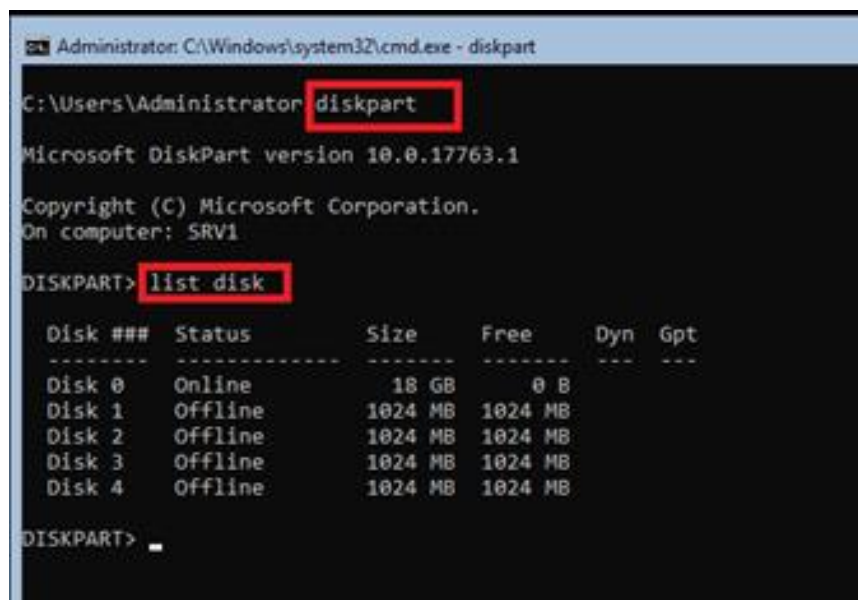 Administrator: C:\Windows\system32\cmd.exe - diskpart
C:\Users\Administrator diskpart
Microsoft DiskPart version 10.0.17763.1
Copyright (C) Microsoft Corporation.
On computer: SRV1
DISKPART> list disk
Disk ### Status Size Free Dyn Gpt
-------- ------------- ------- ------- --- ---
Disk 0 Online 18 GB 0 B
Disk 1 Offline 1024 MB 1024 MB
Disk 2 Offline 1024 MB 1024 MB
Disk 3 Offline 1024 MB 1024 MB
Disk 4 Offline 1024 MB 1024 MB
DISKPART> _